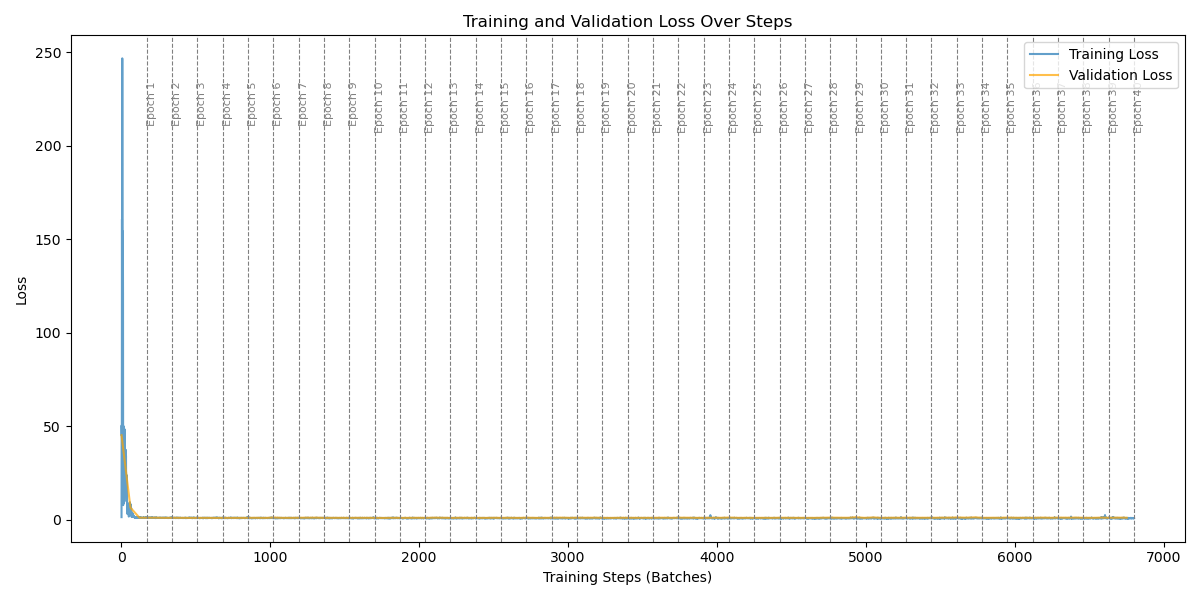 Training and Validation Loss Over Steps
Training Loss
Validation Loss
Loss
250
200
150
100
50
0
Epoch 1
Epoch 2
Epoch 3
Epoch 4
Epoch 5
Epoch 6
Epoch 7
Epoch 8
Epoch 9
Epoch 10
Epoch 11
Epoch 12
Epoch 13
Epoch 14
Epoch 15
Epoch 16
Epoch 17
Epoch 18
Epoch 19
Epoch 20
Epoch 21
Epoch 22
Epoch 23
Epoch 24
Epoch 25
Epoch 26
Epoch 27
Epoch 28
Epoch 29
Epoch 30
Epoch 31
Epoch 32
Epoch 33
Epoch 34
Epoch 35
Epoch
Epoch
Epoch
Epoch
Epoch
0
1000
2000
3000
4000
5000
6000
7000
Training Steps (Batches)